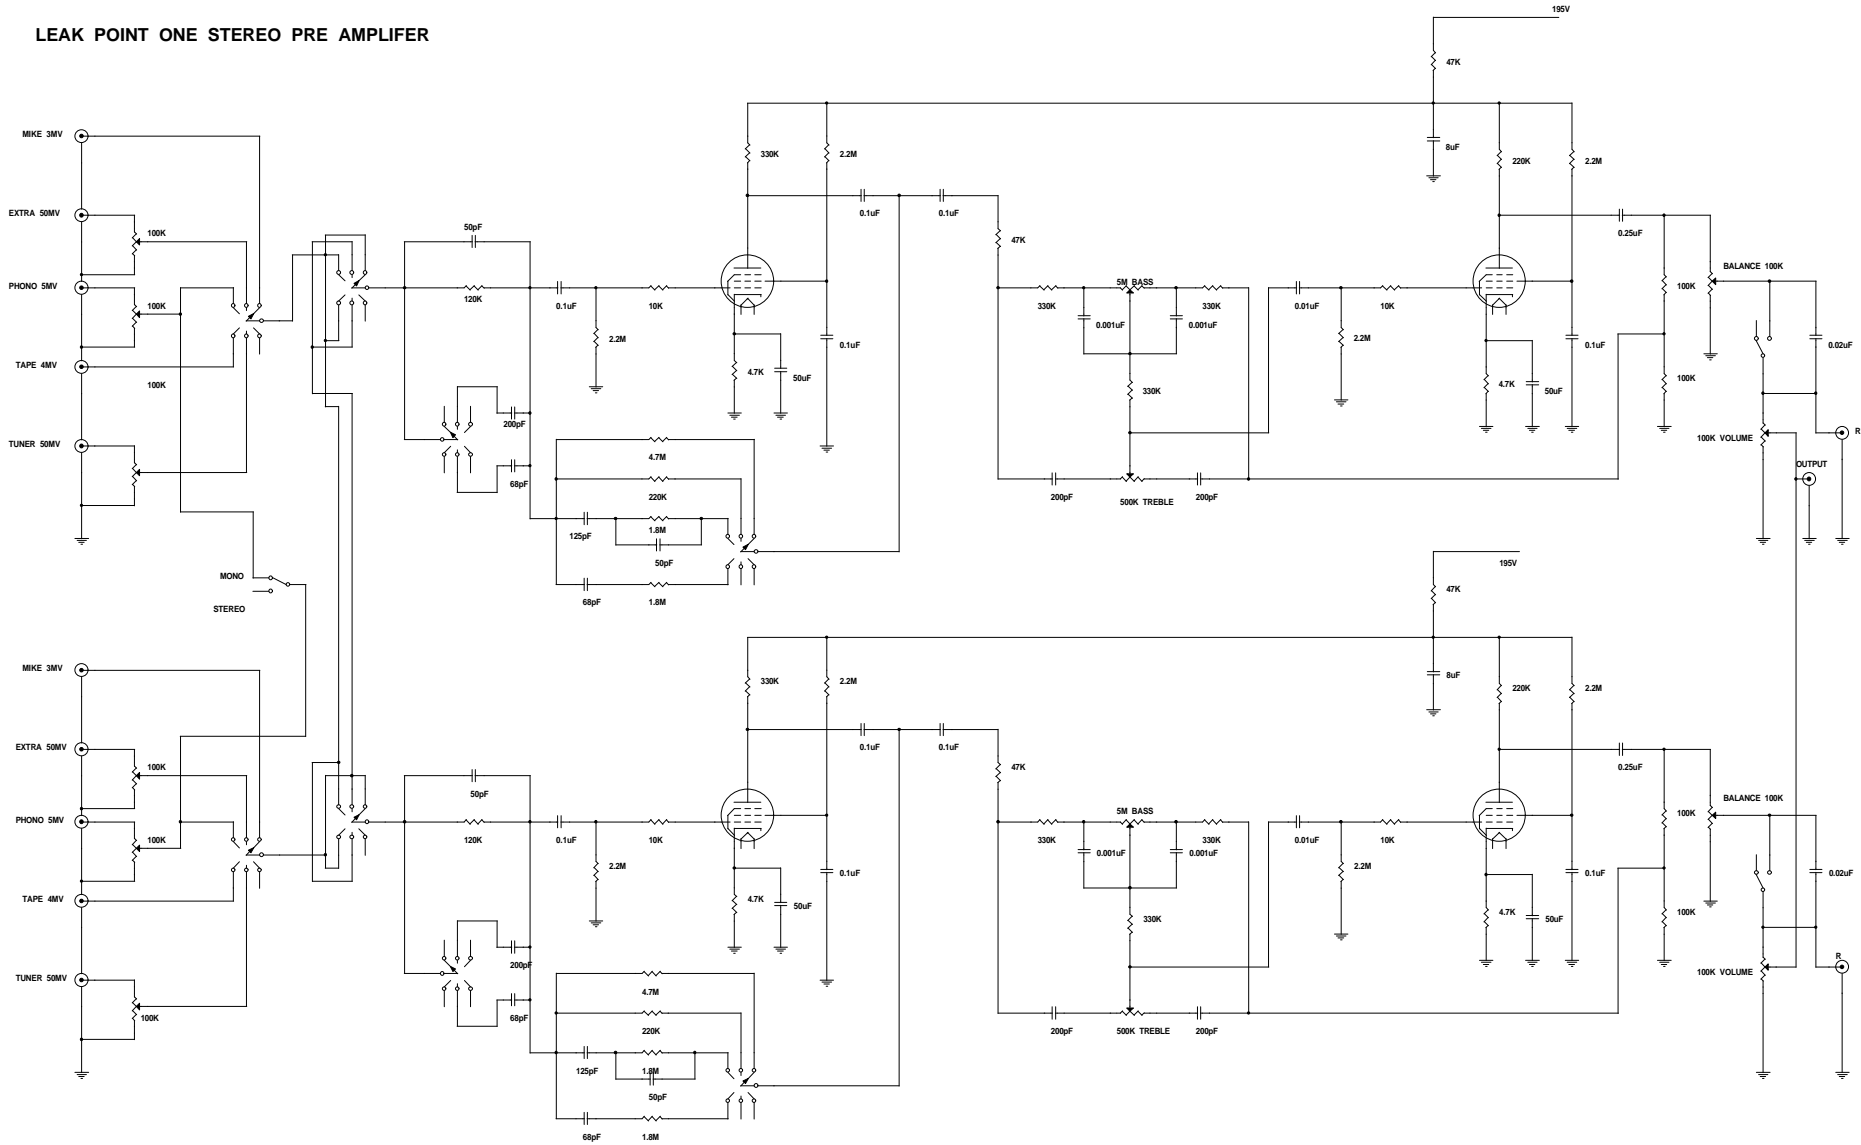 LEAK POINT ONE STEREO PRE AMPLIFER
195V
47K
MIKE 3MV
8uF
330K
2.2M
220K
2.2M
EXTRA 50MV
100K
50pF
0.1uF
0.1uF
0.25uF
47K
PHONO 5MV
100K
120K
0.1uF
10K
5M BASS
330K
330K
0.01uF
10K
BALANCE 100K
100K
0.001uF
0.001uF
2.2M
0.1uF
2.2M
0.1uF
0.02uF
TAPE 4MV
100K
4.7K
50uF
330K
4.7K
50uF
100K
200pF
TUNER 50MV
100K VOLUME
R
4.7M
68pF
OUTPUT
220K
200pF
500K TREBLE
200pF
125pF
1.8M
50pF
195V
MONO
STEREO
68pF
1.8M
47K
MIKE 3MV
8uF
330K
2.2M
220K
2.2M
EXTRA 50MV
100K
50pF
0.1uF
0.1uF
0.25uF
47K
PHONO 5MV
100K
120K
0.1uF
10K
5M BASS
330K
330K
0.01uF
10K
BALANCE 100K
100K
0.001uF
0.001uF
2.2M
0.1uF
2.2M
0.1uF
0.02uF
TAPE 4MV
4.7K
50uF
330K
4.7K
50uF
100K
200pF
R
TUNER 50MV
100K VOLUME
4.7M
68pF
100K
220K
200pF
500K TREBLE
200pF
125pF
1.8M
50pF
68pF
1.8M